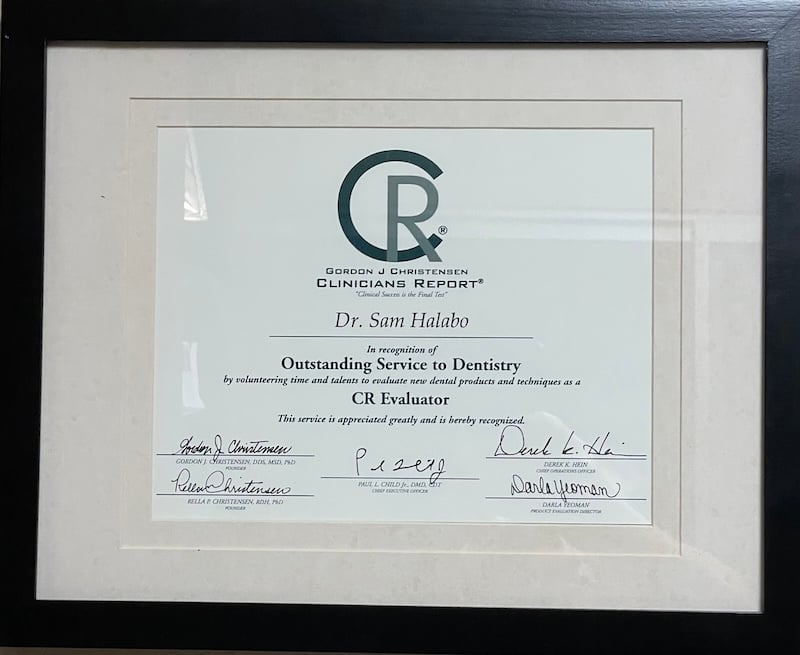 CR®
GORDON J CHRISTENSEN
CLINICIANS REPORT®
"Clinical Success is the Final Test"
Dr. Sam Halabo
In recognition of
Outstanding Service to Dentistry
by volunteering time and talents to evaluate new dental products and techniques as a
CR Evaluator
This service is appreciated greatly and is hereby recognized.
Gordon J. Christensen
GORDON J. CHRISTENSEN, DDS, MSD, PhD
FOUNDER
Rella Christensen
RELLA P. CHRISTENSEN, RDH, PhD
FOUNDER
PAUL L. CHILD Jr., DMD, CDT
CHIEF EXECUTIVE OFFICER
Derek K. Hein
DEREK K. HEIN
CHIEF OPERATIONS OFFICER
Darla Yeoman
DARLA YEOMAN
PRODUCT EVALUATION DIRECTOR